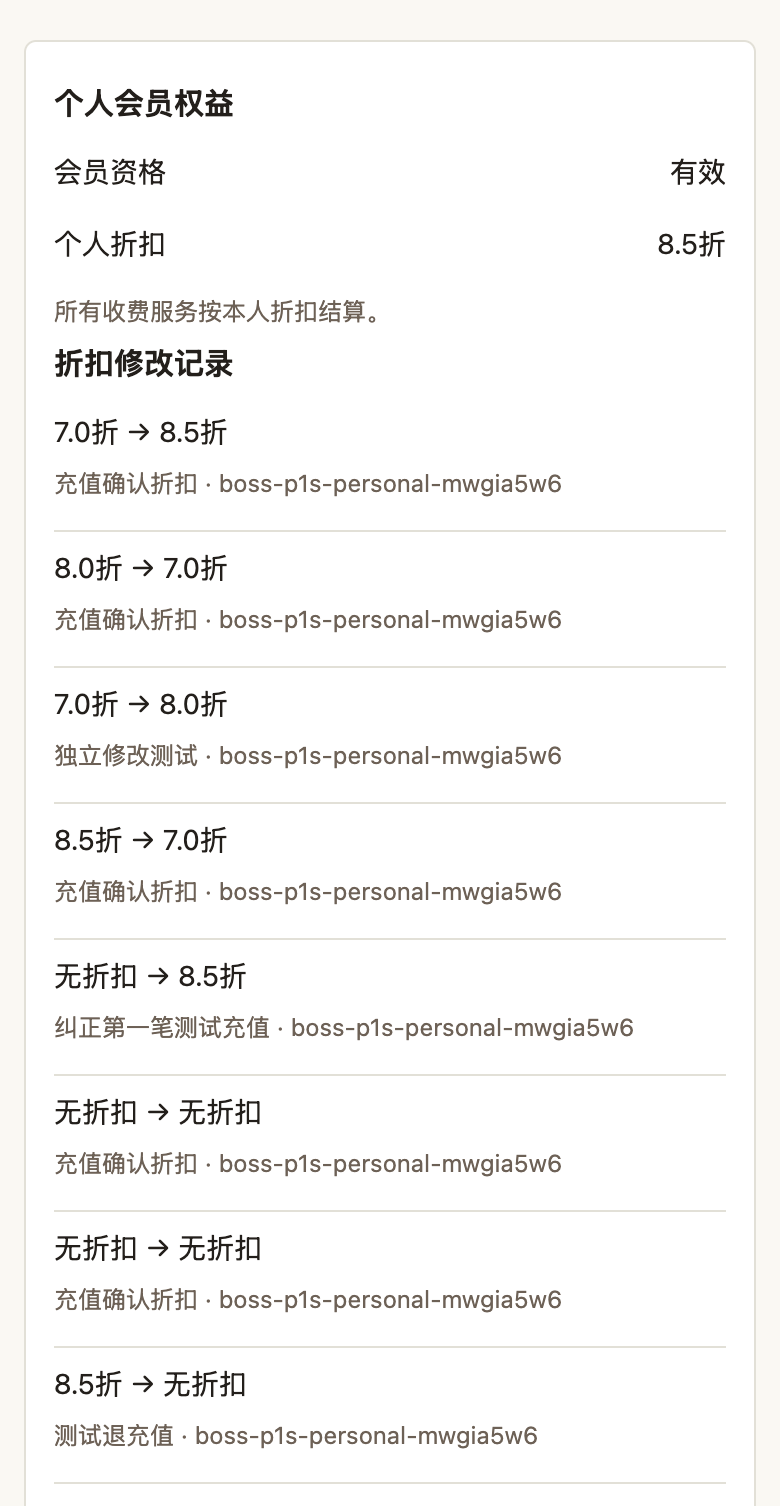 个人会员权益
会员资格 有效
个人折扣 8.5折
所有收费服务按本人折扣结算。
折扣修改记录
7.0折 → 8.5折
充值确认折扣 · boss-p1s-personal-mwgia5w6
8.0折 → 7.0折
充值确认折扣 · boss-p1s-personal-mwgia5w6
7.0折 → 8.0折
独立修改测试 · boss-p1s-personal-mwgia5w6
8.5折 → 7.0折
充值确认折扣 · boss-p1s-personal-mwgia5w6
无折扣 → 8.5折
纠正第一笔测试充值 · boss-p1s-personal-mwgia5w6
无折扣 → 无折扣
充值确认折扣 · boss-p1s-personal-mwgia5w6
无折扣 → 无折扣
充值确认折扣 · boss-p1s-personal-mwgia5w6
8.5折 → 无折扣
测试退充值 · boss-p1s-personal-mwgia5w6